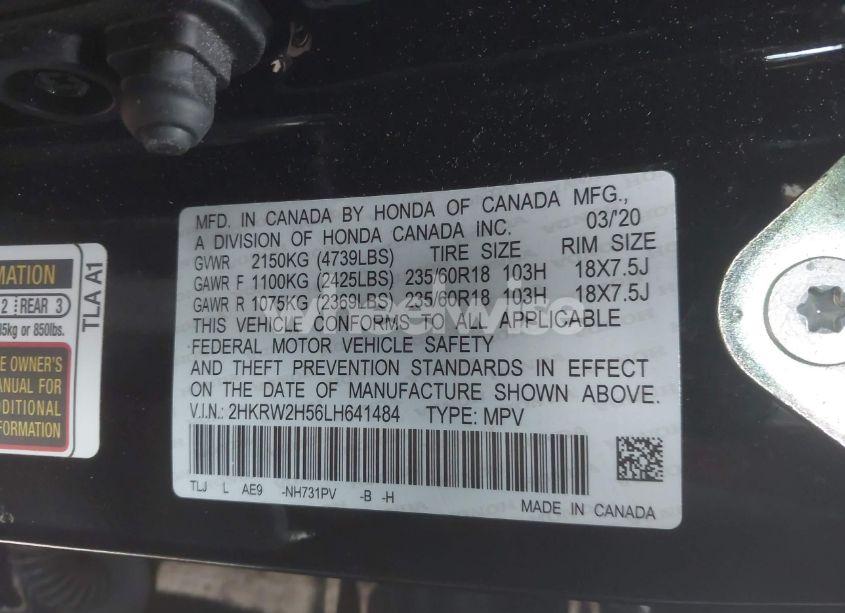 MFD. IN CANADA BY HONDA OF CANADA MFG.,
A DIVISION OF HONDA CANADA INC. 03/'20
GVWR 2150KG (4739LBS) TIRE SIZE RIM SIZE
GAWR F 1100KG (2425LBS) 235/60R18 103H 18X7.5J
GAWR R 1075KG (2369LBS) 235/60R18 103H 18X7.5J
THIS VEHICLE CONFORMS TO ALL APPLICABLE
FEDERAL MOTOR VEHICLE SAFETY
AND THEFT PREVENTION STANDARDS IN EFFECT
ON THE DATE OF MANUFACTURE SHOWN ABOVE.
V.I.N.: 2HKRW2H56LH641484 TYPE: MPV
TLJ L AE9 -NH731PV -B -H
MADE IN CANADA
MATION
2 REAR 3
85kg or 850lbs.
E OWNER'S
ANUAL FOR
DDITIONAL
FORMATION
TLA A1